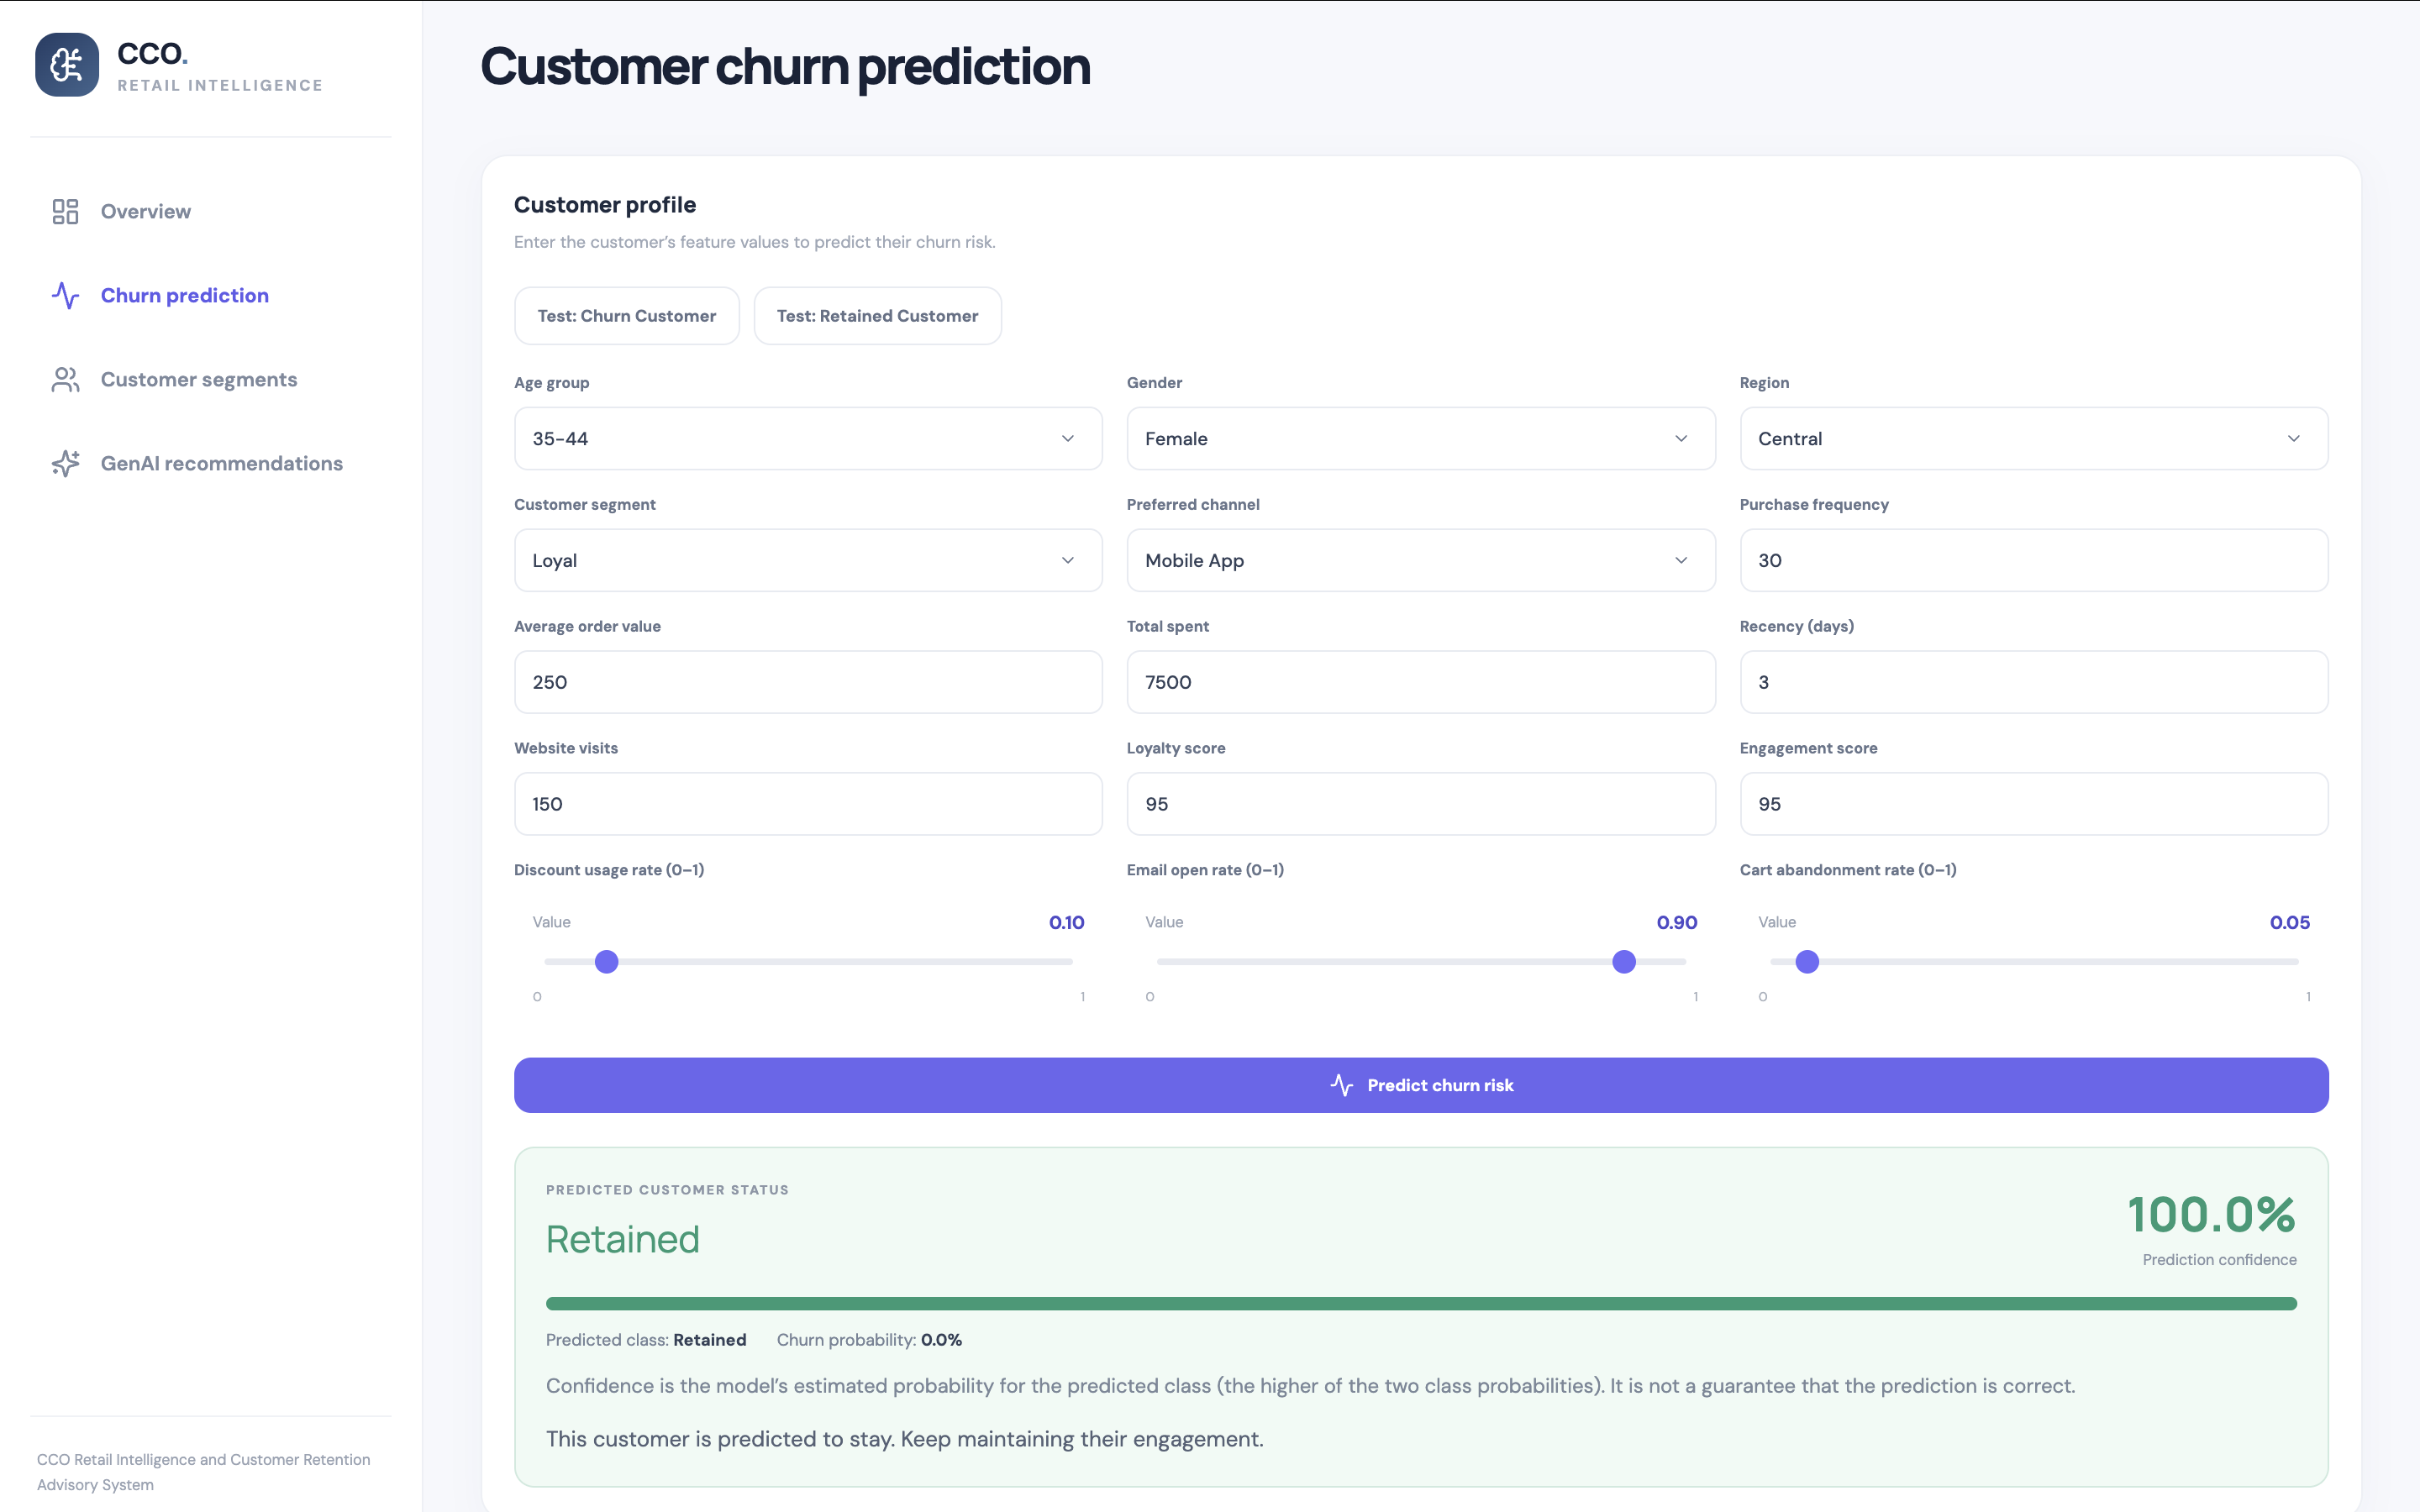 CCO.
RETAIL INTELLIGENCE
Overview
Churn prediction
Customer segments
GenAI recommendations
CCO Retail Intelligence and Customer Retention
Advisory System
Customer churn prediction
Customer profile
Enter the customer's feature values to predict their churn risk.
Test: Churn Customer
Test: Retained Customer
Age group
Gender
Region
35-44
Female
Central
Customer segment
Preferred channel
Purchase frequency
Loyal
Mobile App
30
Average order value
Total spent
Recency (days)
250
7500
3
Website visits
Loyalty score
Engagement score
150
95
95
Discount usage rate (0–1)
Email open rate (0–1)
Cart abandonment rate (0–1)
Value 0.10
Value 0.90
Value 0.05
0 1
0 1
0 1
Predict churn risk
PREDICTED CUSTOMER STATUS
Retained
100.0%
Prediction confidence
Predicted class: Retained Churn probability: 0.0%
Confidence is the model's estimated probability for the predicted class (the higher of the two class probabilities). It is not a guarantee that the prediction is correct.
This customer is predicted to stay. Keep maintaining their engagement.